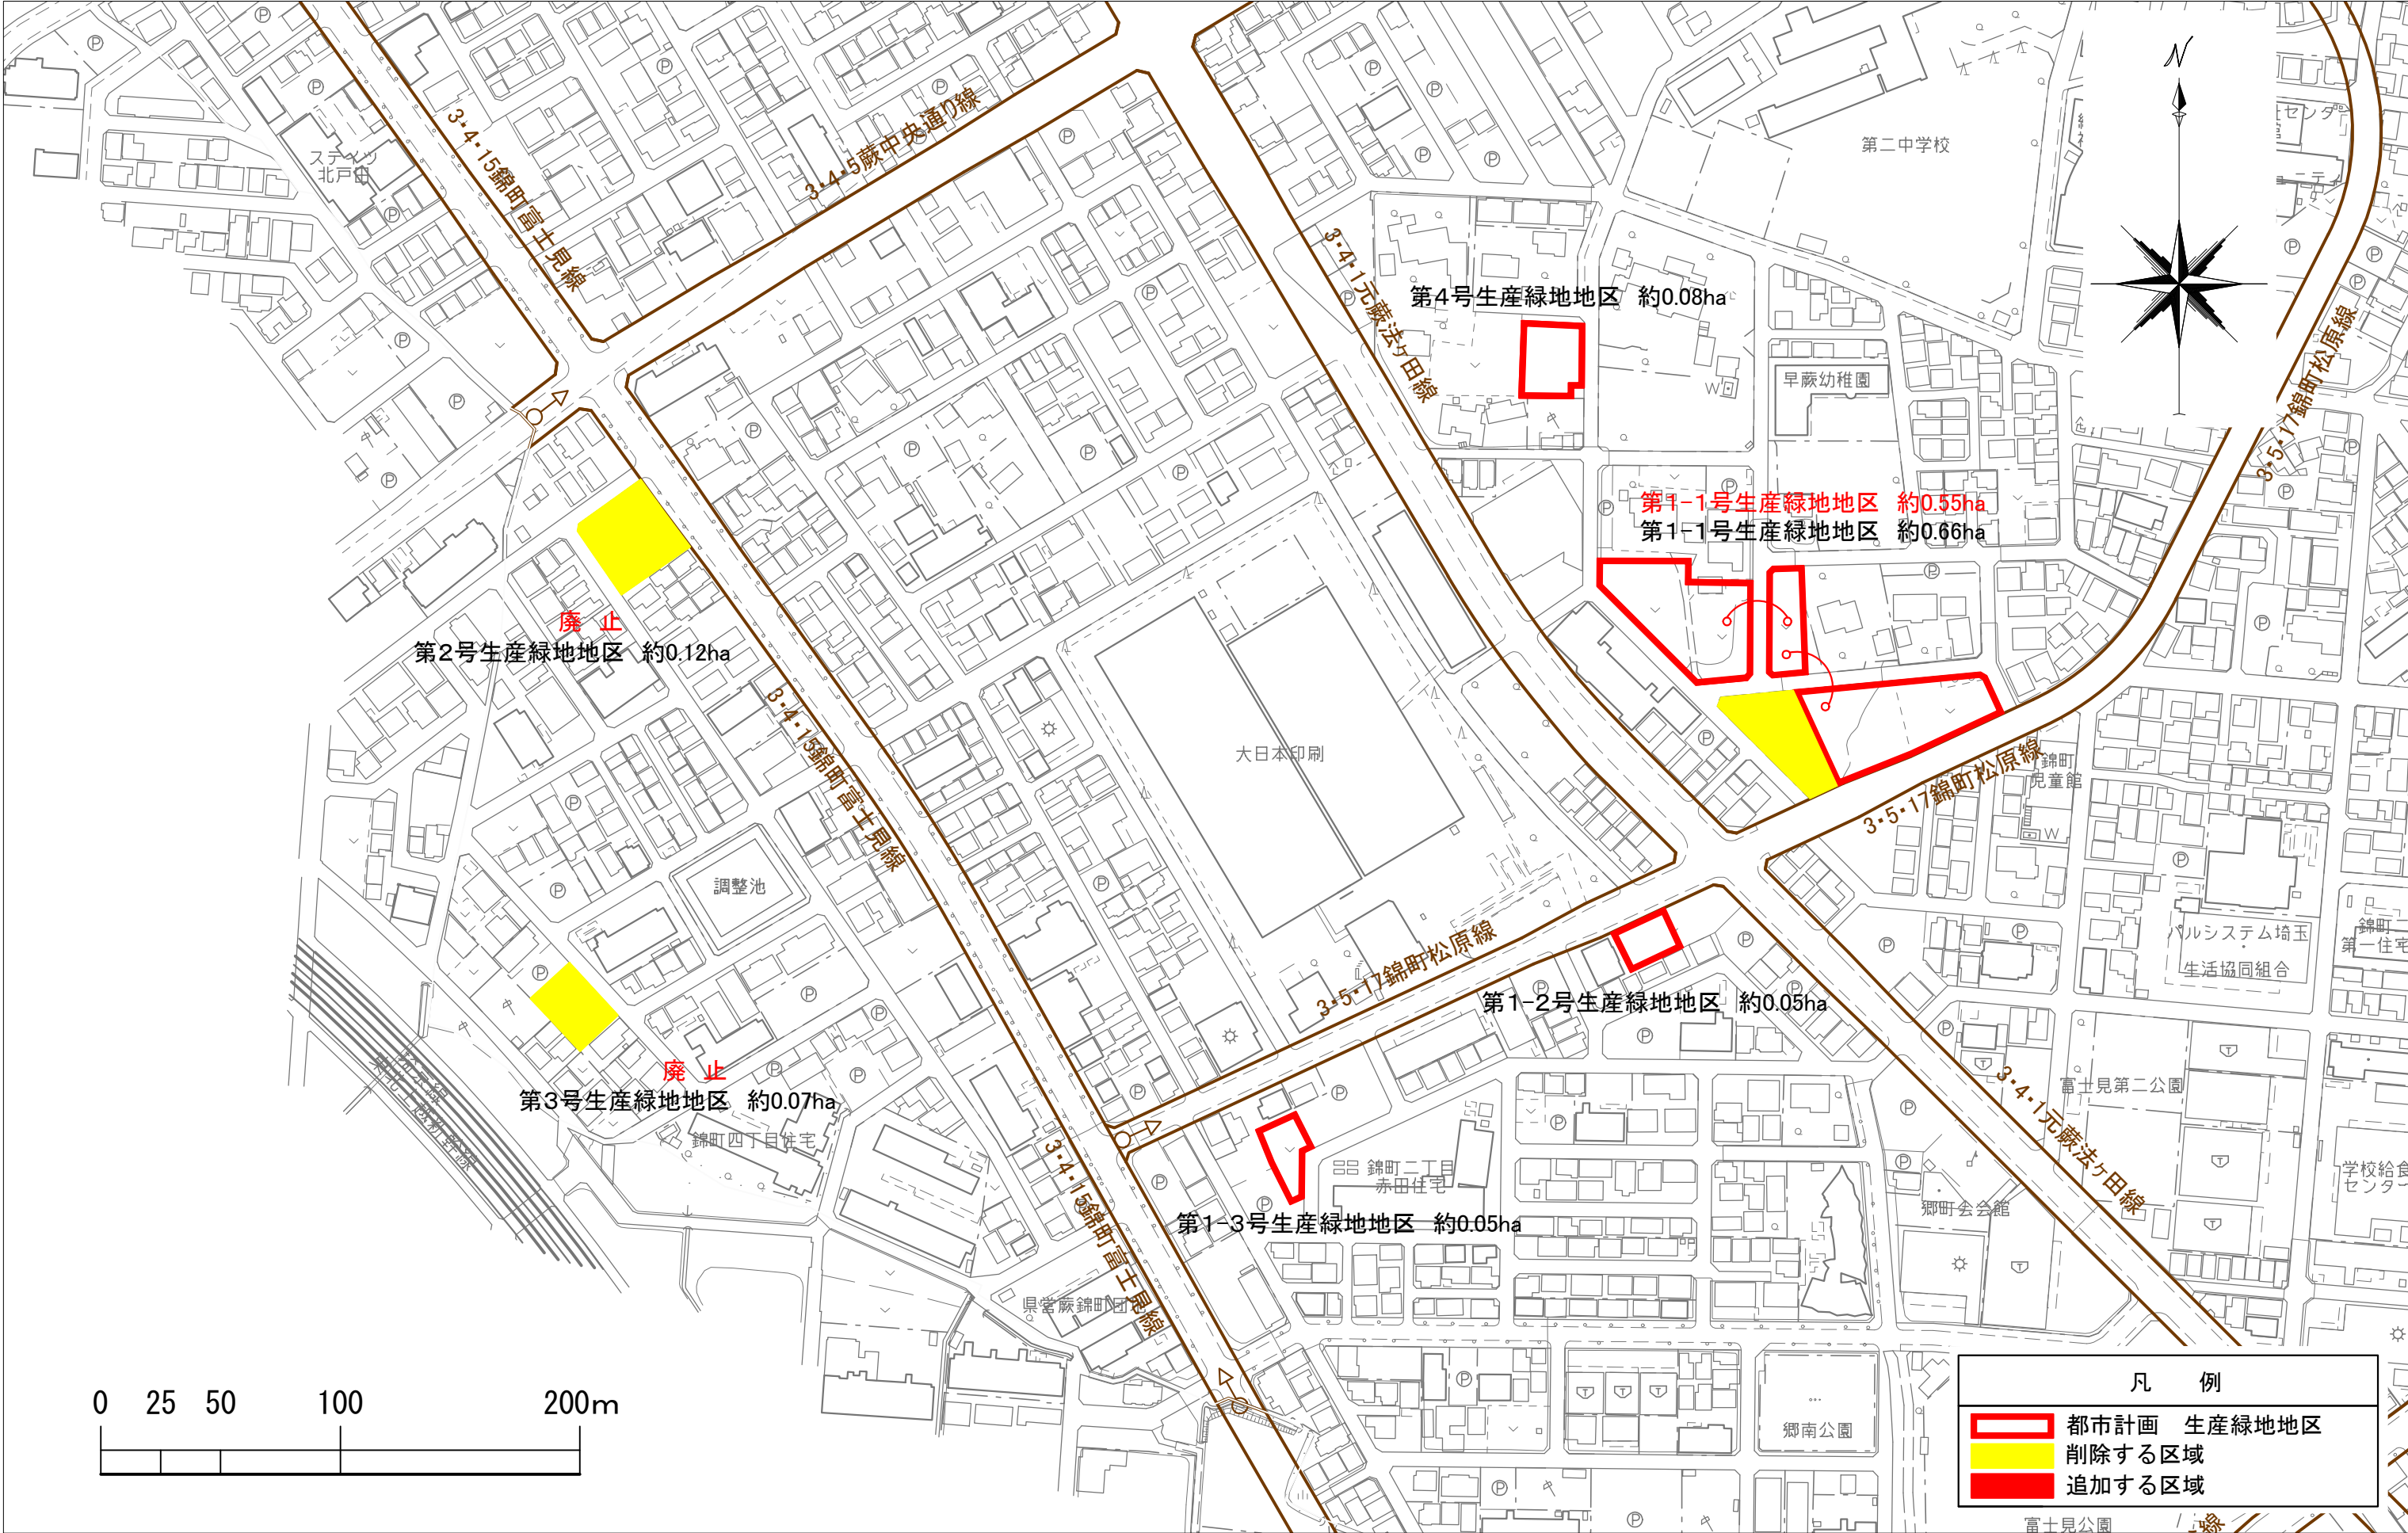 N
第二中学校
センター
ステイツ
北戸田
3・4・15錦町富士見線
3・4・5蕨中央通り線
3・4・1元蕨法ヶ田線
第4号生産緑地地区 約0.08ha
早蕨幼稚園
W
3・5・17錦町松原線
第1-1号生産緑地地区 約0.55ha
第1-1号生産緑地地区 約0.66ha
廃 止
第2号生産緑地地区 約0.12ha
3・4・15錦町富士見線
大日本印刷
錦町
児童館
W
3・5・17錦町松原線
調整池
3・5・17錦町松原線
パルシステム埼玉
・
生活協同組合
錦町二
第一住宅
第1-2号生産緑地地区 約0.05ha
廃 止
第3号生産緑地地区 約0.07ha
錦町四丁目住宅
富士見第二公園
3・4・1元蕨法ヶ田線
3・4・15錦町富士見線
錦町二丁目
赤田住宅
学校給食
センター
郷町会会館
第1-3号生産緑地地区 約0.05ha
県営蕨錦町団地
0 25 50 100 200m
郷南公園
凡 例
都市計画 生産緑地地区
削除する区域
追加する区域
富士見公園
線